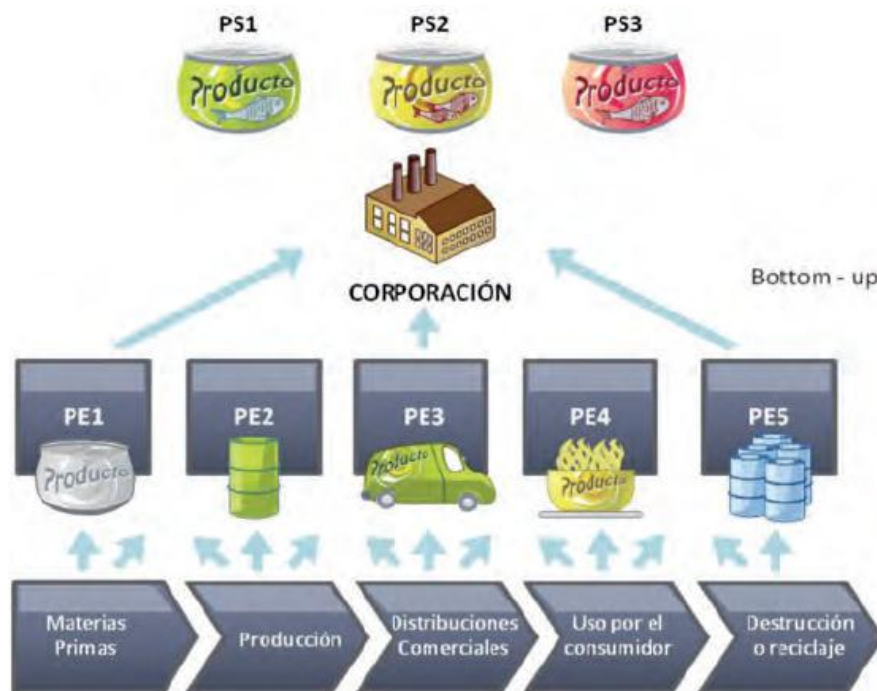 PS1 PS2 PS3
Producto Producto Producto
CORPORACIÓN
Bottom - up
PE1 PE2 PE3 PE4 PE5
Producto Producto Producto
Materias
Primas
Producción
Distribuciones
Comerciales
Uso por el
consumidor
Destrucción
o reciclaje